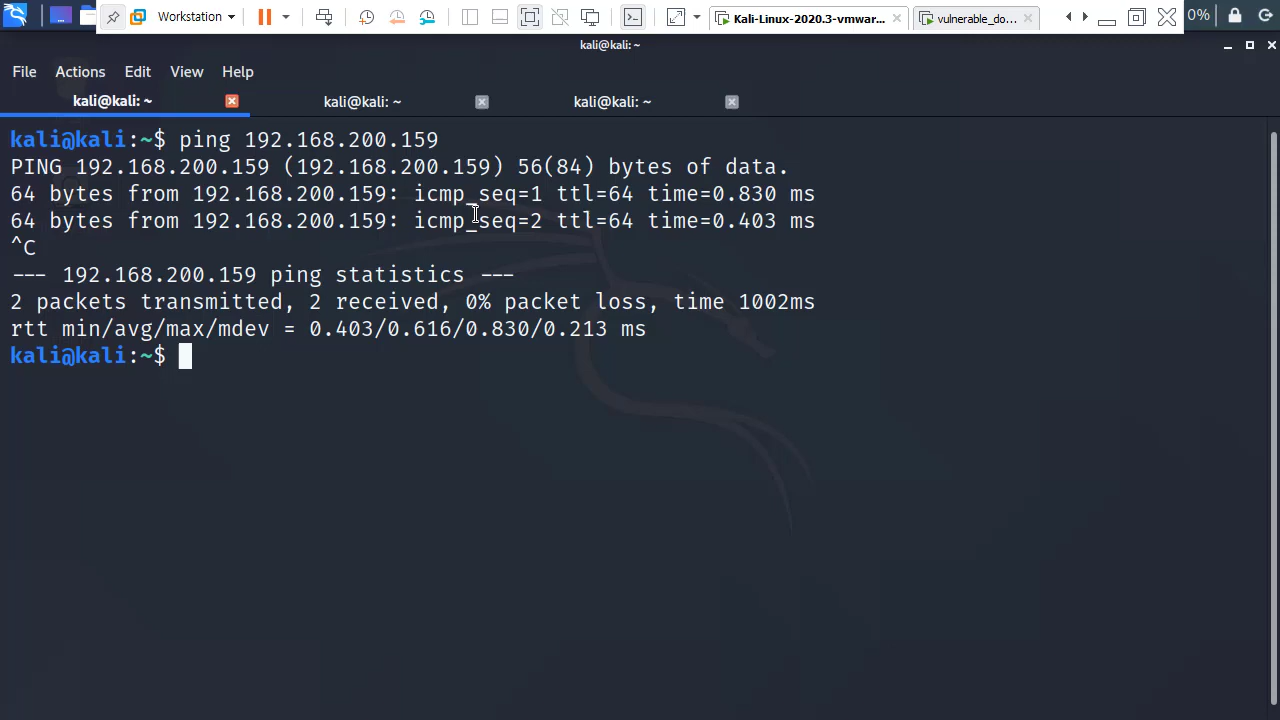 Workstation
Kali-Linux-2020.3-vmwar...
vulnerable_do...
0%
kali@kali: ~
File Actions Edit View Help
kali@kali: ~ kali@kali: ~ kali@kali: ~
kali@kali:~$ ping 192.168.200.159
PING 192.168.200.159 (192.168.200.159) 56(84) bytes of data.
64 bytes from 192.168.200.159: icmp_seq=1 ttl=64 time=0.830 ms
64 bytes from 192.168.200.159: icmp_seq=2 ttl=64 time=0.403 ms
^C
--- 192.168.200.159 ping statistics ---
2 packets transmitted, 2 received, 0% packet loss, time 1002ms
rtt min/avg/max/mdev = 0.403/0.616/0.830/0.213 ms
kali@kali:~$